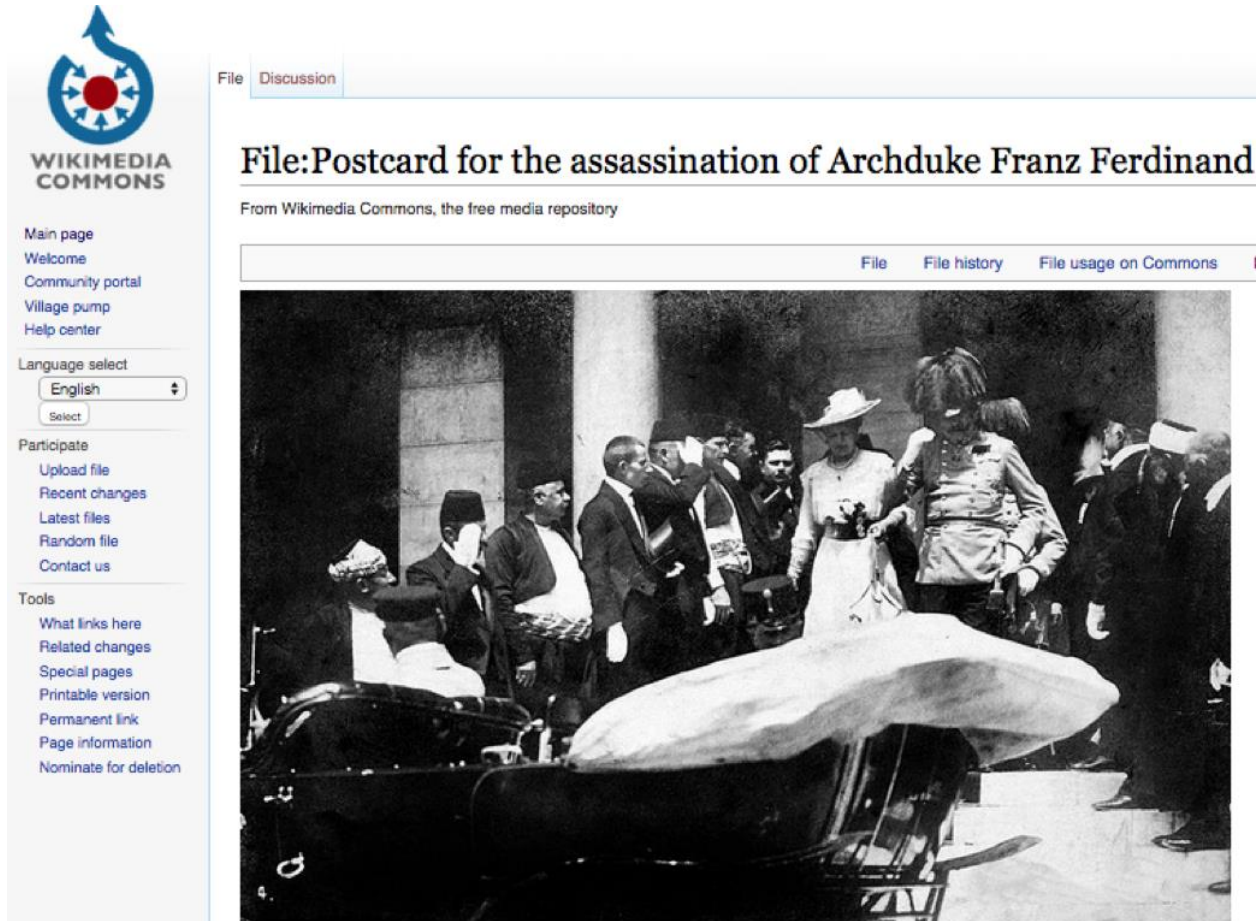 WIKIMEDIA
COMMONS
Main page
Welcome
Community portal
Village pump
Help center
Language select
English
Select
Participate
Upload file
Recent changes
Latest files
Random file
Contact us
Tools
What links here
Related changes
Special pages
Printable version
Permanent link
Page information
Nominate for deletion
File Discussion
File:Postcard for the assassination of Archduke Franz Ferdinand
From Wikimedia Commons, the free media repository
File File history File usage on Commons